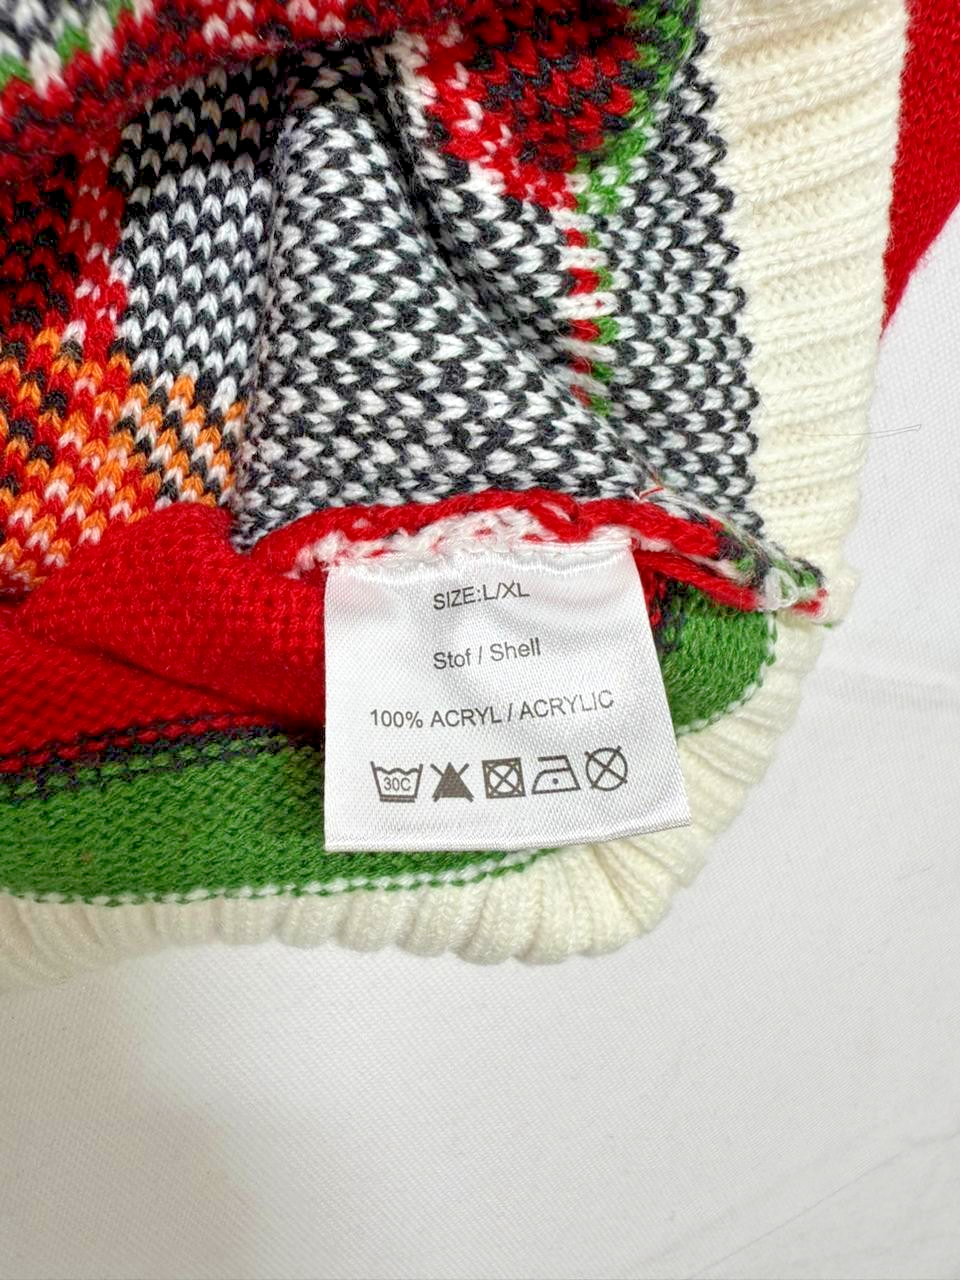 SIZE:L/XL
Stof / Shell
100% ACRYL / ACRYLIC
30C